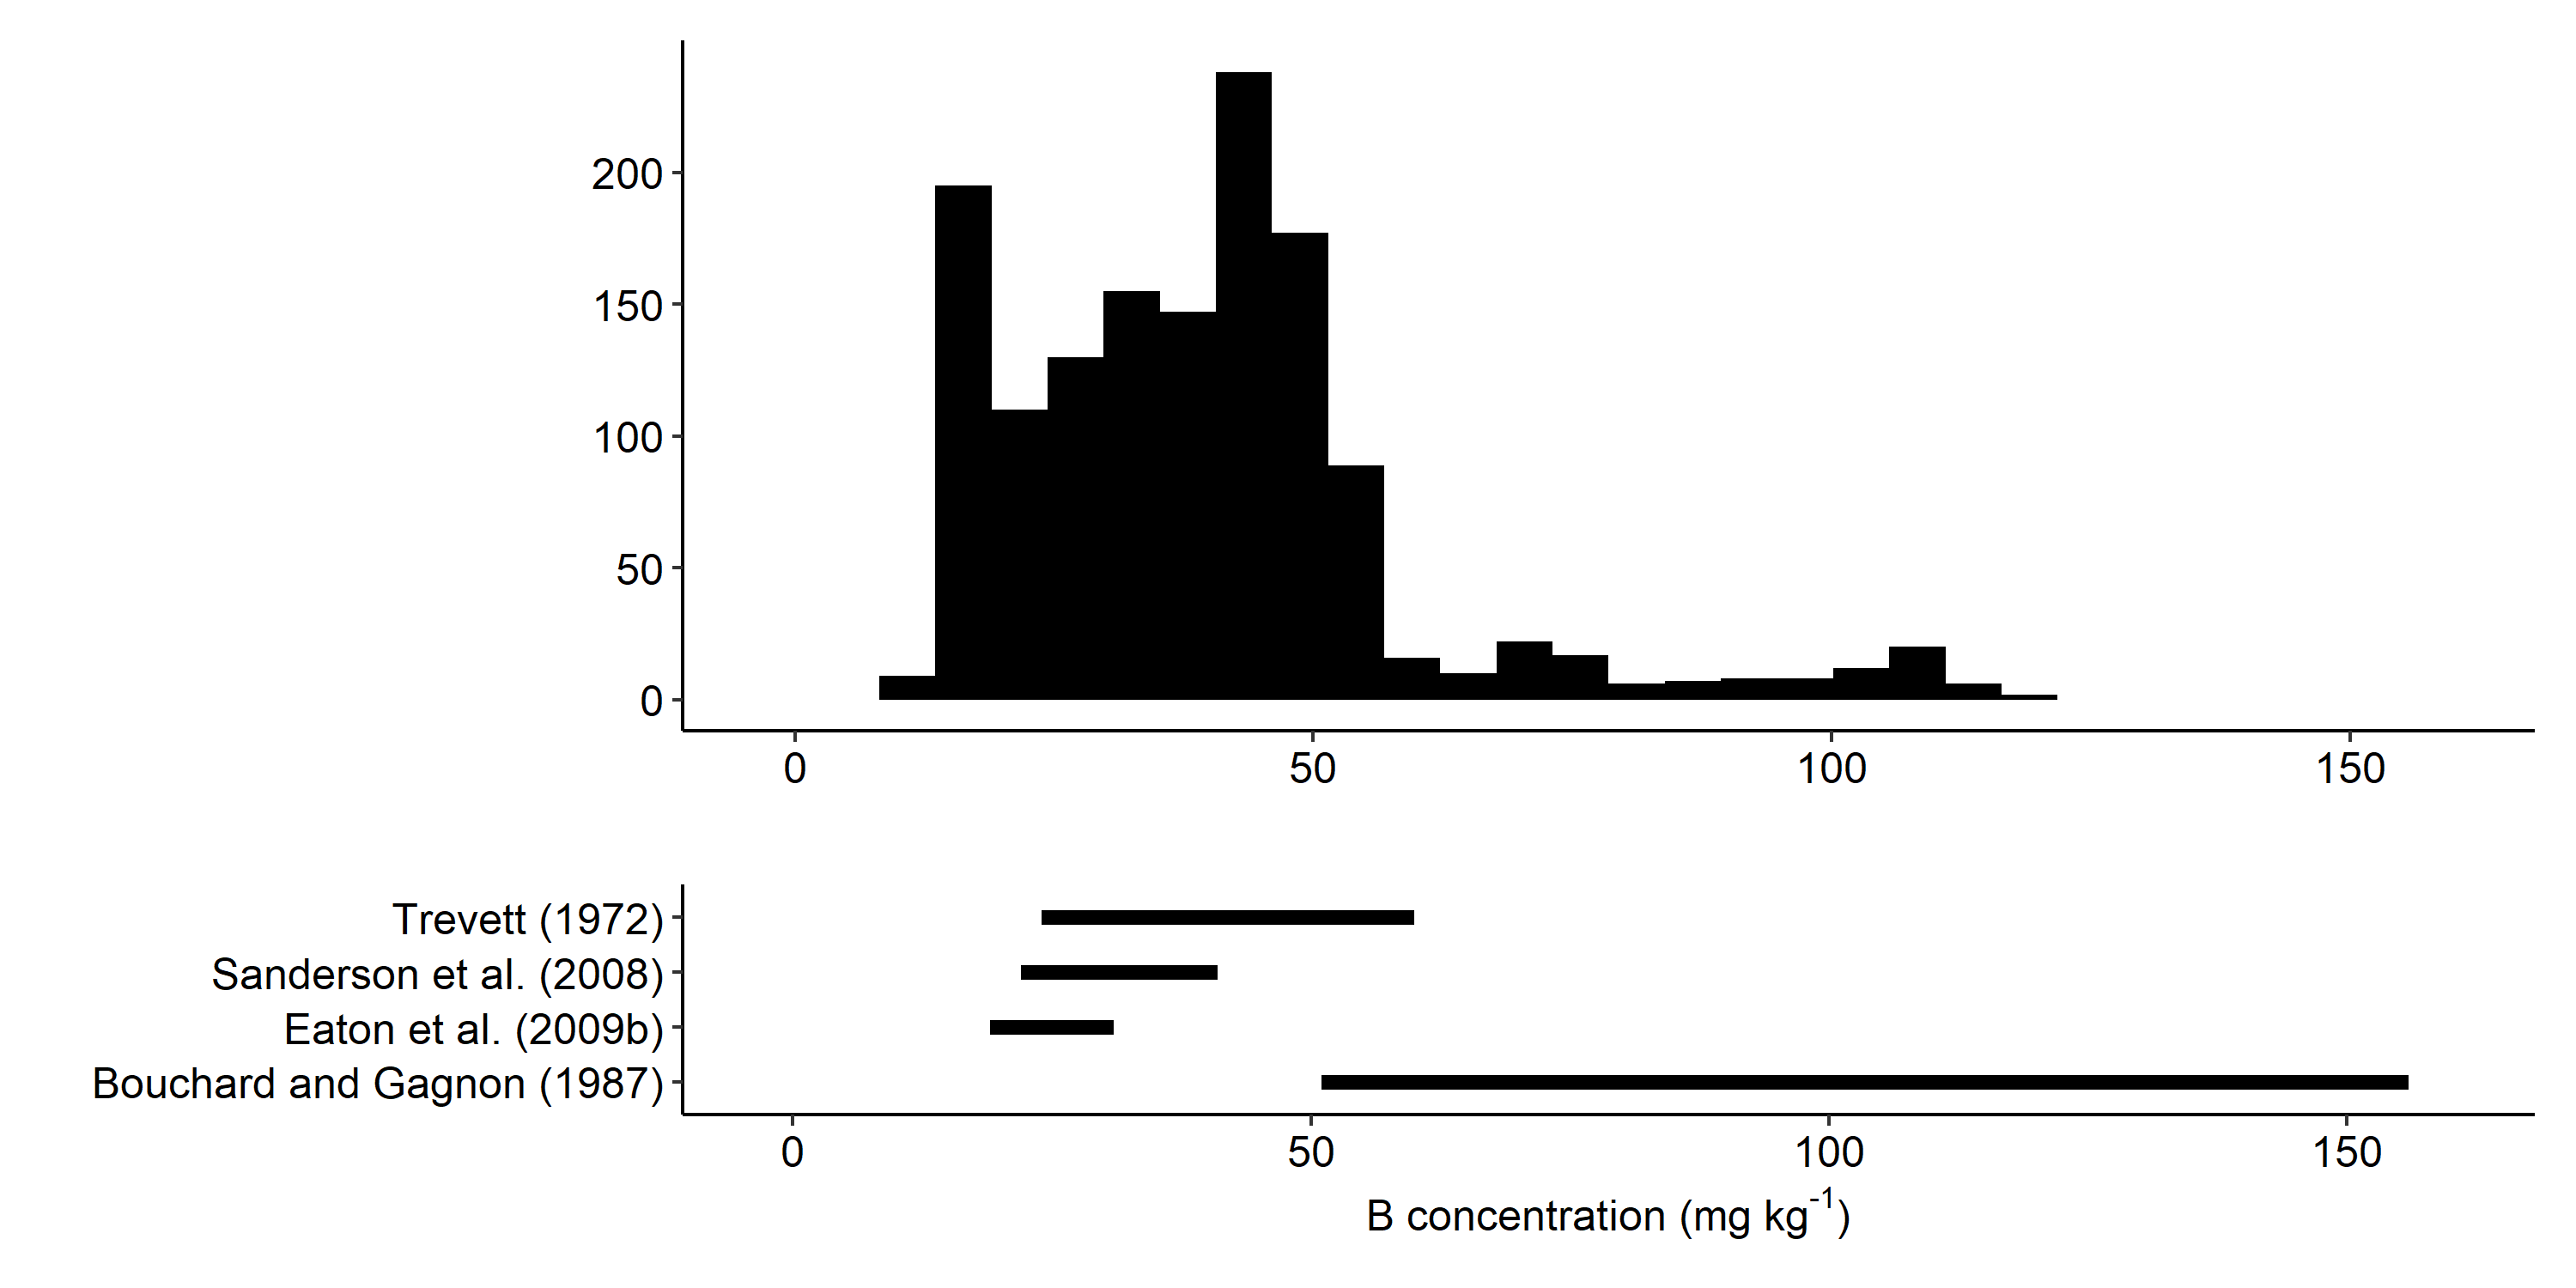 200
150
100
50
0
0 50 100 150
Trevett (1972)
Sanderson et al. (2008)
Eaton et al. (2009b)
Bouchard and Gagnon (1987)
0 50 100 150
B concentration (mg kg⁻¹)